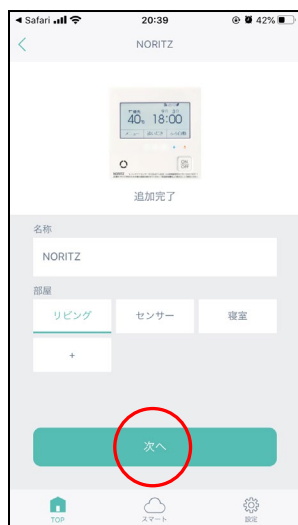 ◀ Safari 20:39 42%
NORITZ
40 18:00
追加完了
名称
NORITZ
部屋
リビング センサー 寝室
+
次へ
TOP スマート 設定